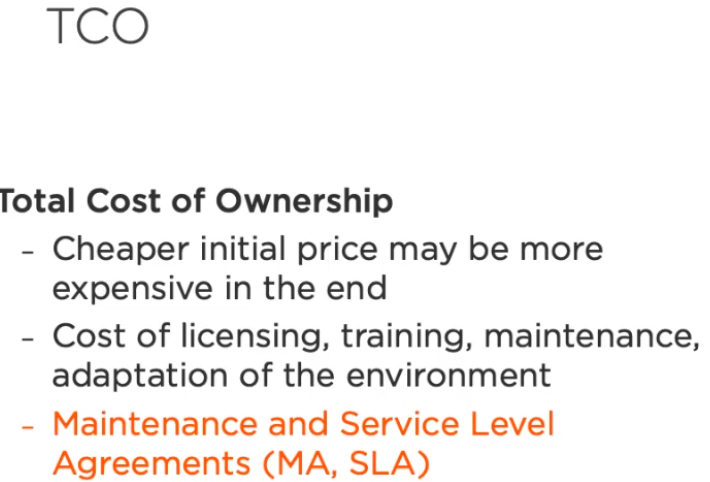 TCO
Total Cost of Ownership
- Cheaper initial price may be more
expensive in the end
- Cost of licensing, training, maintenance,
adaptation of the environment
- Maintenance and Service Level
Agreements (MA, SLA)